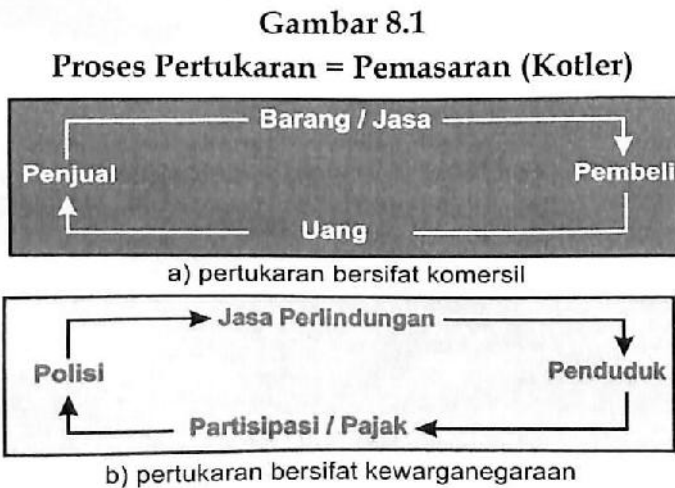 Gambar 8.1
Proses Pertukaran = Pemasaran (Kotler)
Barang / Jasa
Penjual
Pembeli
Uang
a) pertukaran bersifat komersil
Jasa Perlindungan
Polisi
Penduduk
Partisipasi / Pajak
b) pertukaran bersifat kewarganegaraan